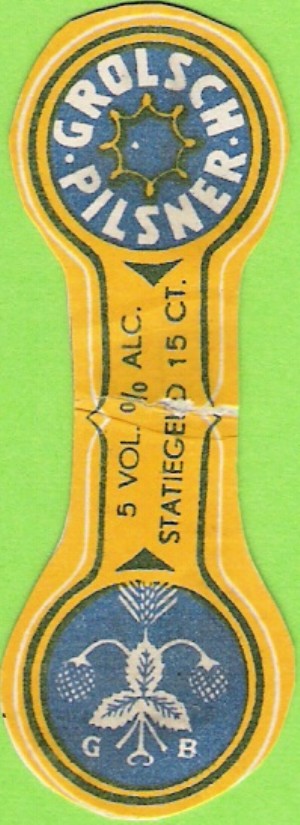 GROLSCH
PILSNER
5 VOL. % ALC.
STATIEGELD 15 CT.
G B